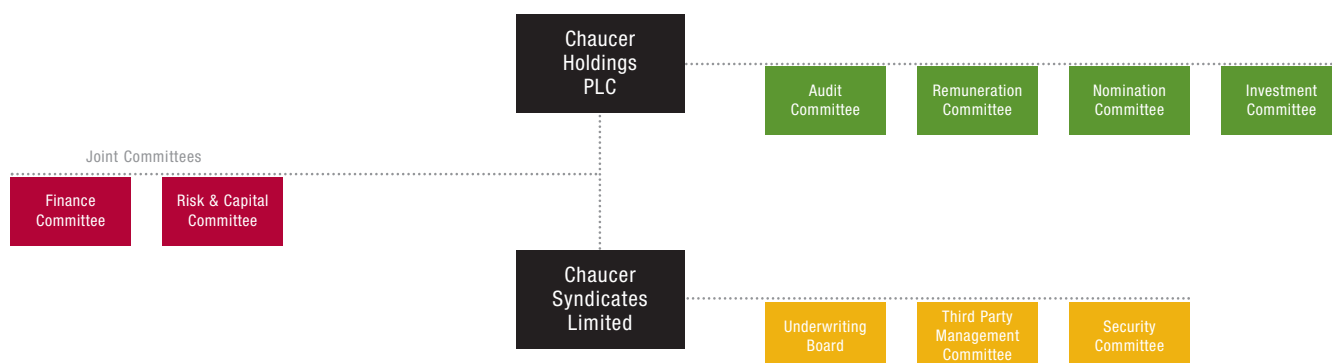 Chaucer
Holdings
PLC
Audit
Committee
Remuneration
Committee
Nomination
Committee
Investment
Committee
Joint Committees
Finance
Committee
Risk & Capital
Committee
Chaucer
Syndicates
Limited
Underwriting
Board
Third Party
Management
Committee
Security
Committee